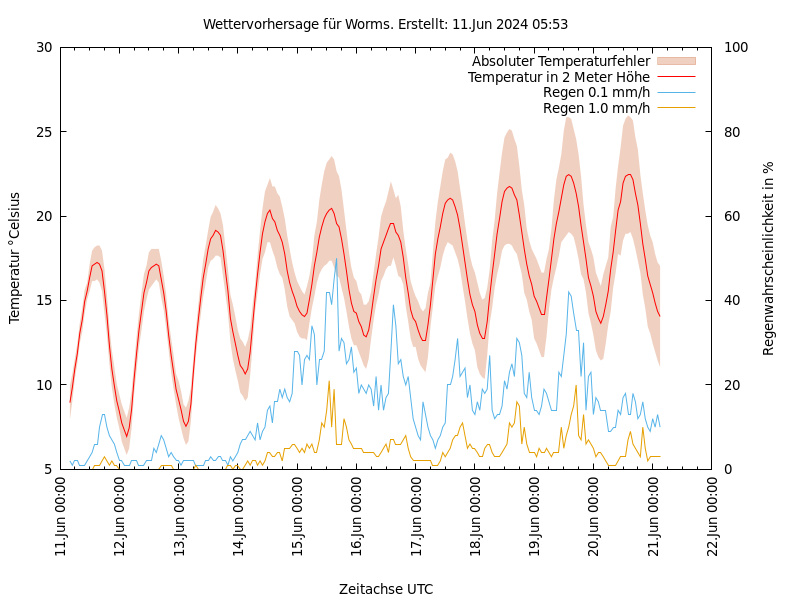 Wettervorhersage für Worms. Erstellt: 11.Jun 2024 05:53
30
25
20
15
10
5
100
80
60
40
20
0
Absoluter Temperaturfehler
Temperatur in 2 Meter Höhe
Regen 0.1 mm/h
Regen 1.0 mm/h
Temperatur °Celsius
Regenwahrscheinlichkeit in %
11.Jun 00:00
12.Jun 00:00
13.Jun 00:00
14.Jun 00:00
15.Jun 00:00
16.Jun 00:00
17.Jun 00:00
18.Jun 00:00
19.Jun 00:00
20.Jun 00:00
21.Jun 00:00
22.Jun 00:00
Zeitachse UTC